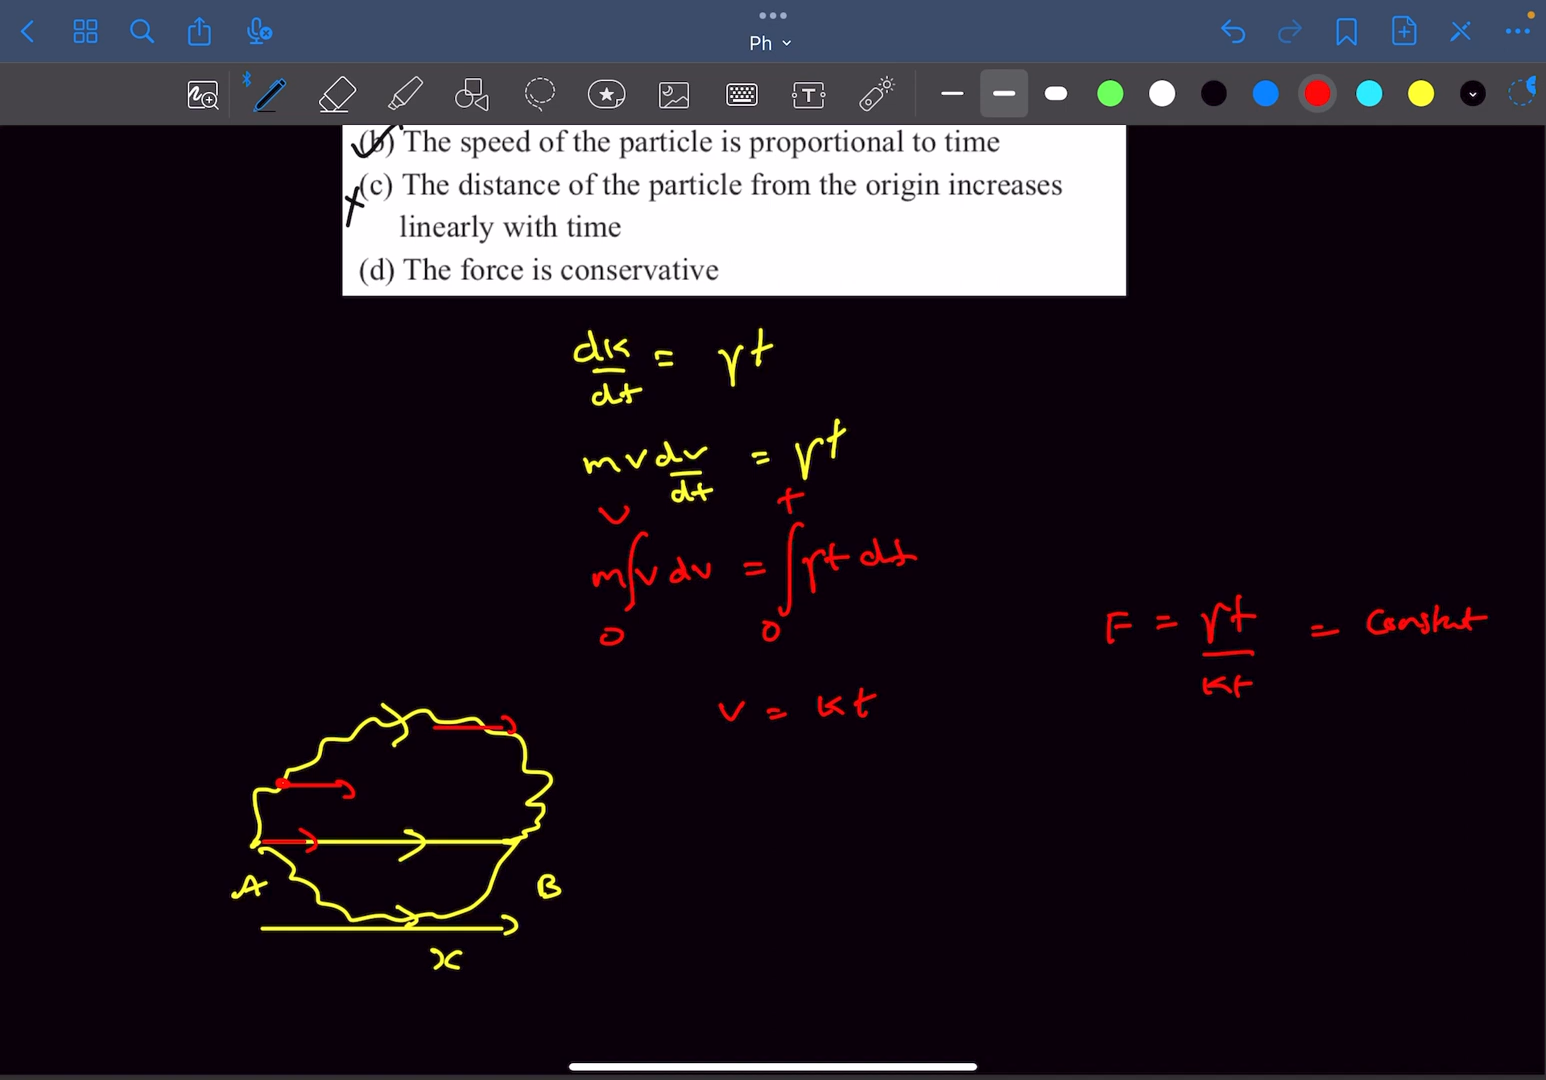 Ph
T
(b) The speed of the particle is proportional to time
(c) The distance of the particle from the origin increases
linearly with time
(d) The force is conservative
dk/dt = γt
mv dv/dt = γt
m∫₀ᵛ v dv = ∫₀ᵗ γt dt
F = γt/kt = Constant
v = kt
A
B
x